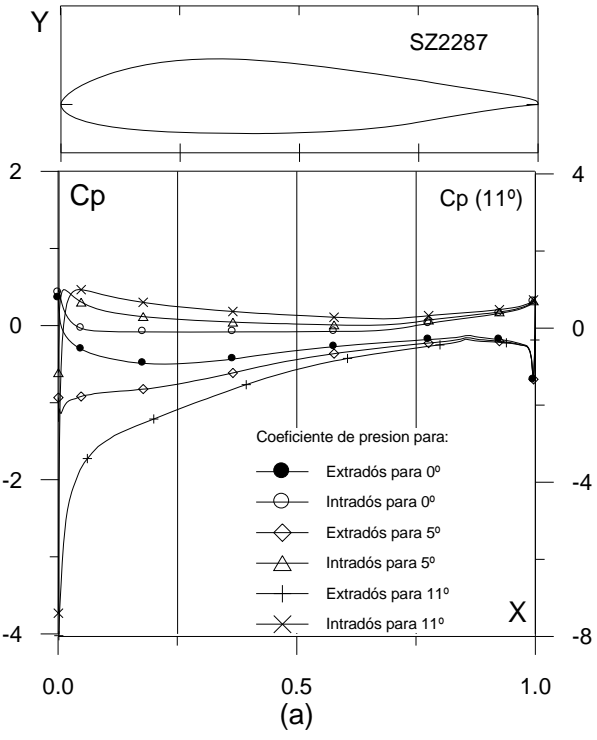 Y
SZ2287
2
Cp
Cp (11º)
4
2
0
0
-2
-2
-4
-4
-8
Coeficiente de presion para:
Extradós para 0º
Intradós para 0º
Extradós para 5º
Intradós para 5º
Extradós para 11º
Intradós para 11º
X
0.0
0.5
1.0
(a)